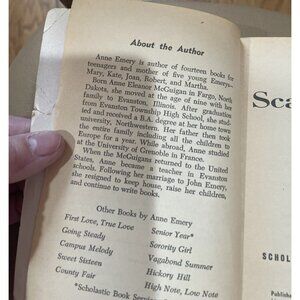 About the Author
Anne Emery is author of fourteen books for
teenagers and mother of five young Emerys—
Mary, Kate, Joan, Robert, and Martha.
Born Anne Eleanor McGuigan in Fargo, North
Dakota, she moved at the age of nine with her
family to Evanston, Illinois. After graduation
from Evanston Township High School, she studied
and received a B.A. degree at her home town
university, Northwestern. Her father then took
the entire family including all the children to
Europe for a year. While abroad, Anne studied
at the University of Grenoble in France.
When the McGuigans returned to the United
States, Anne became a teacher in Evanston
schools. Following her marriage to John Emery,
she resigned to keep house, raise her children,
and continue to write books.
Other Books by Anne Emery
First Love, True Love
Going Steady
Campus Melody
Sweet Sixteen
County Fair
Senior Year*
Sorority Girl
Vagabond Summer
Hickory Hill
High Note, Low Note
*Scholastic Book Serv
Sca
SCHOL
Published